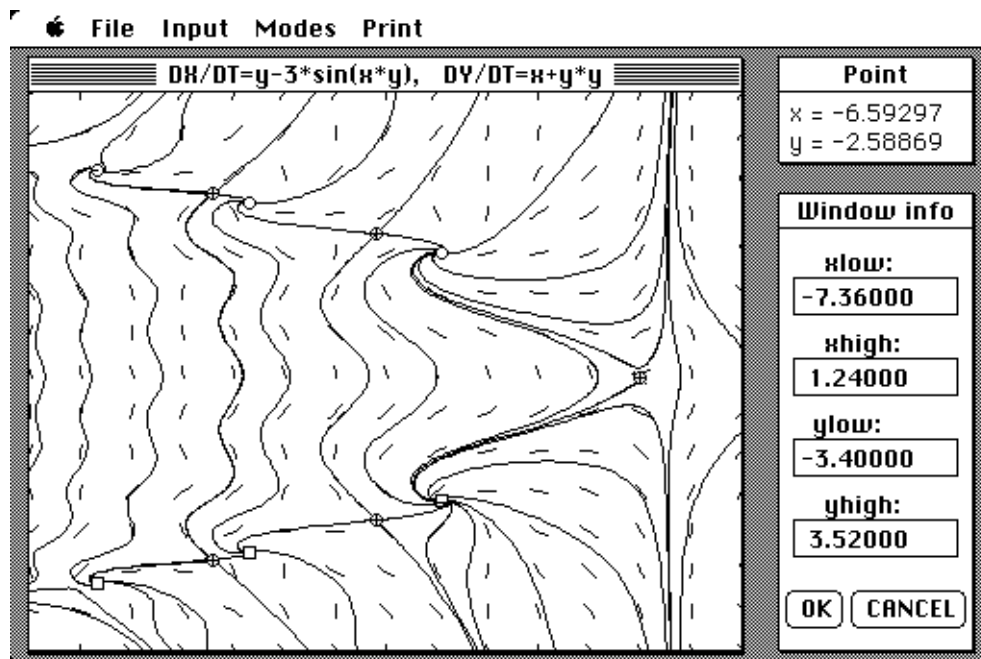 File Input Modes Print
DX/DT=y-3*sin(x*y), DY/DT=x+y*y
Point
x = -6.59297
y = -2.58869
Window info
xlow:
-7.36000
xhigh:
1.24000
ylow:
-3.40000
yhigh:
3.52000
OK CANCEL